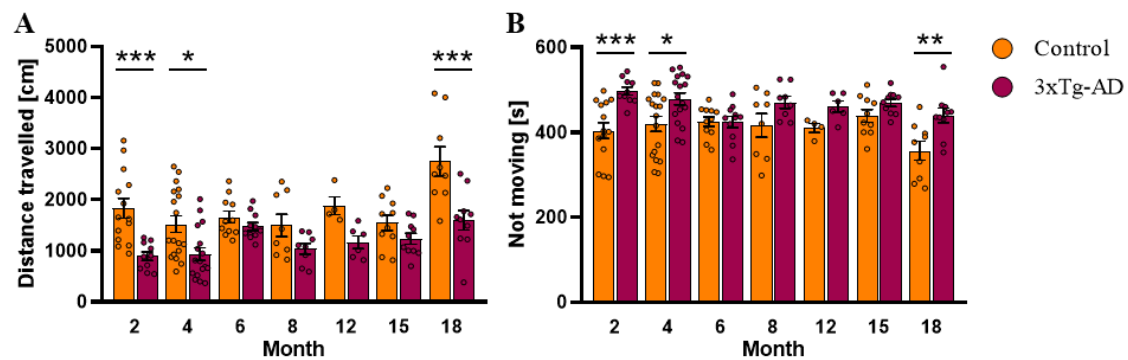 A
Distance travelled [cm]
5000
4000
3000
2000
1000
0
***
*
***
2 4 6 8 12 15 18
Month
B
Not moving [s]
600
400
200
0
***
*
**
2 4 6 8 12 15 18
Month
Control
3xTg-AD